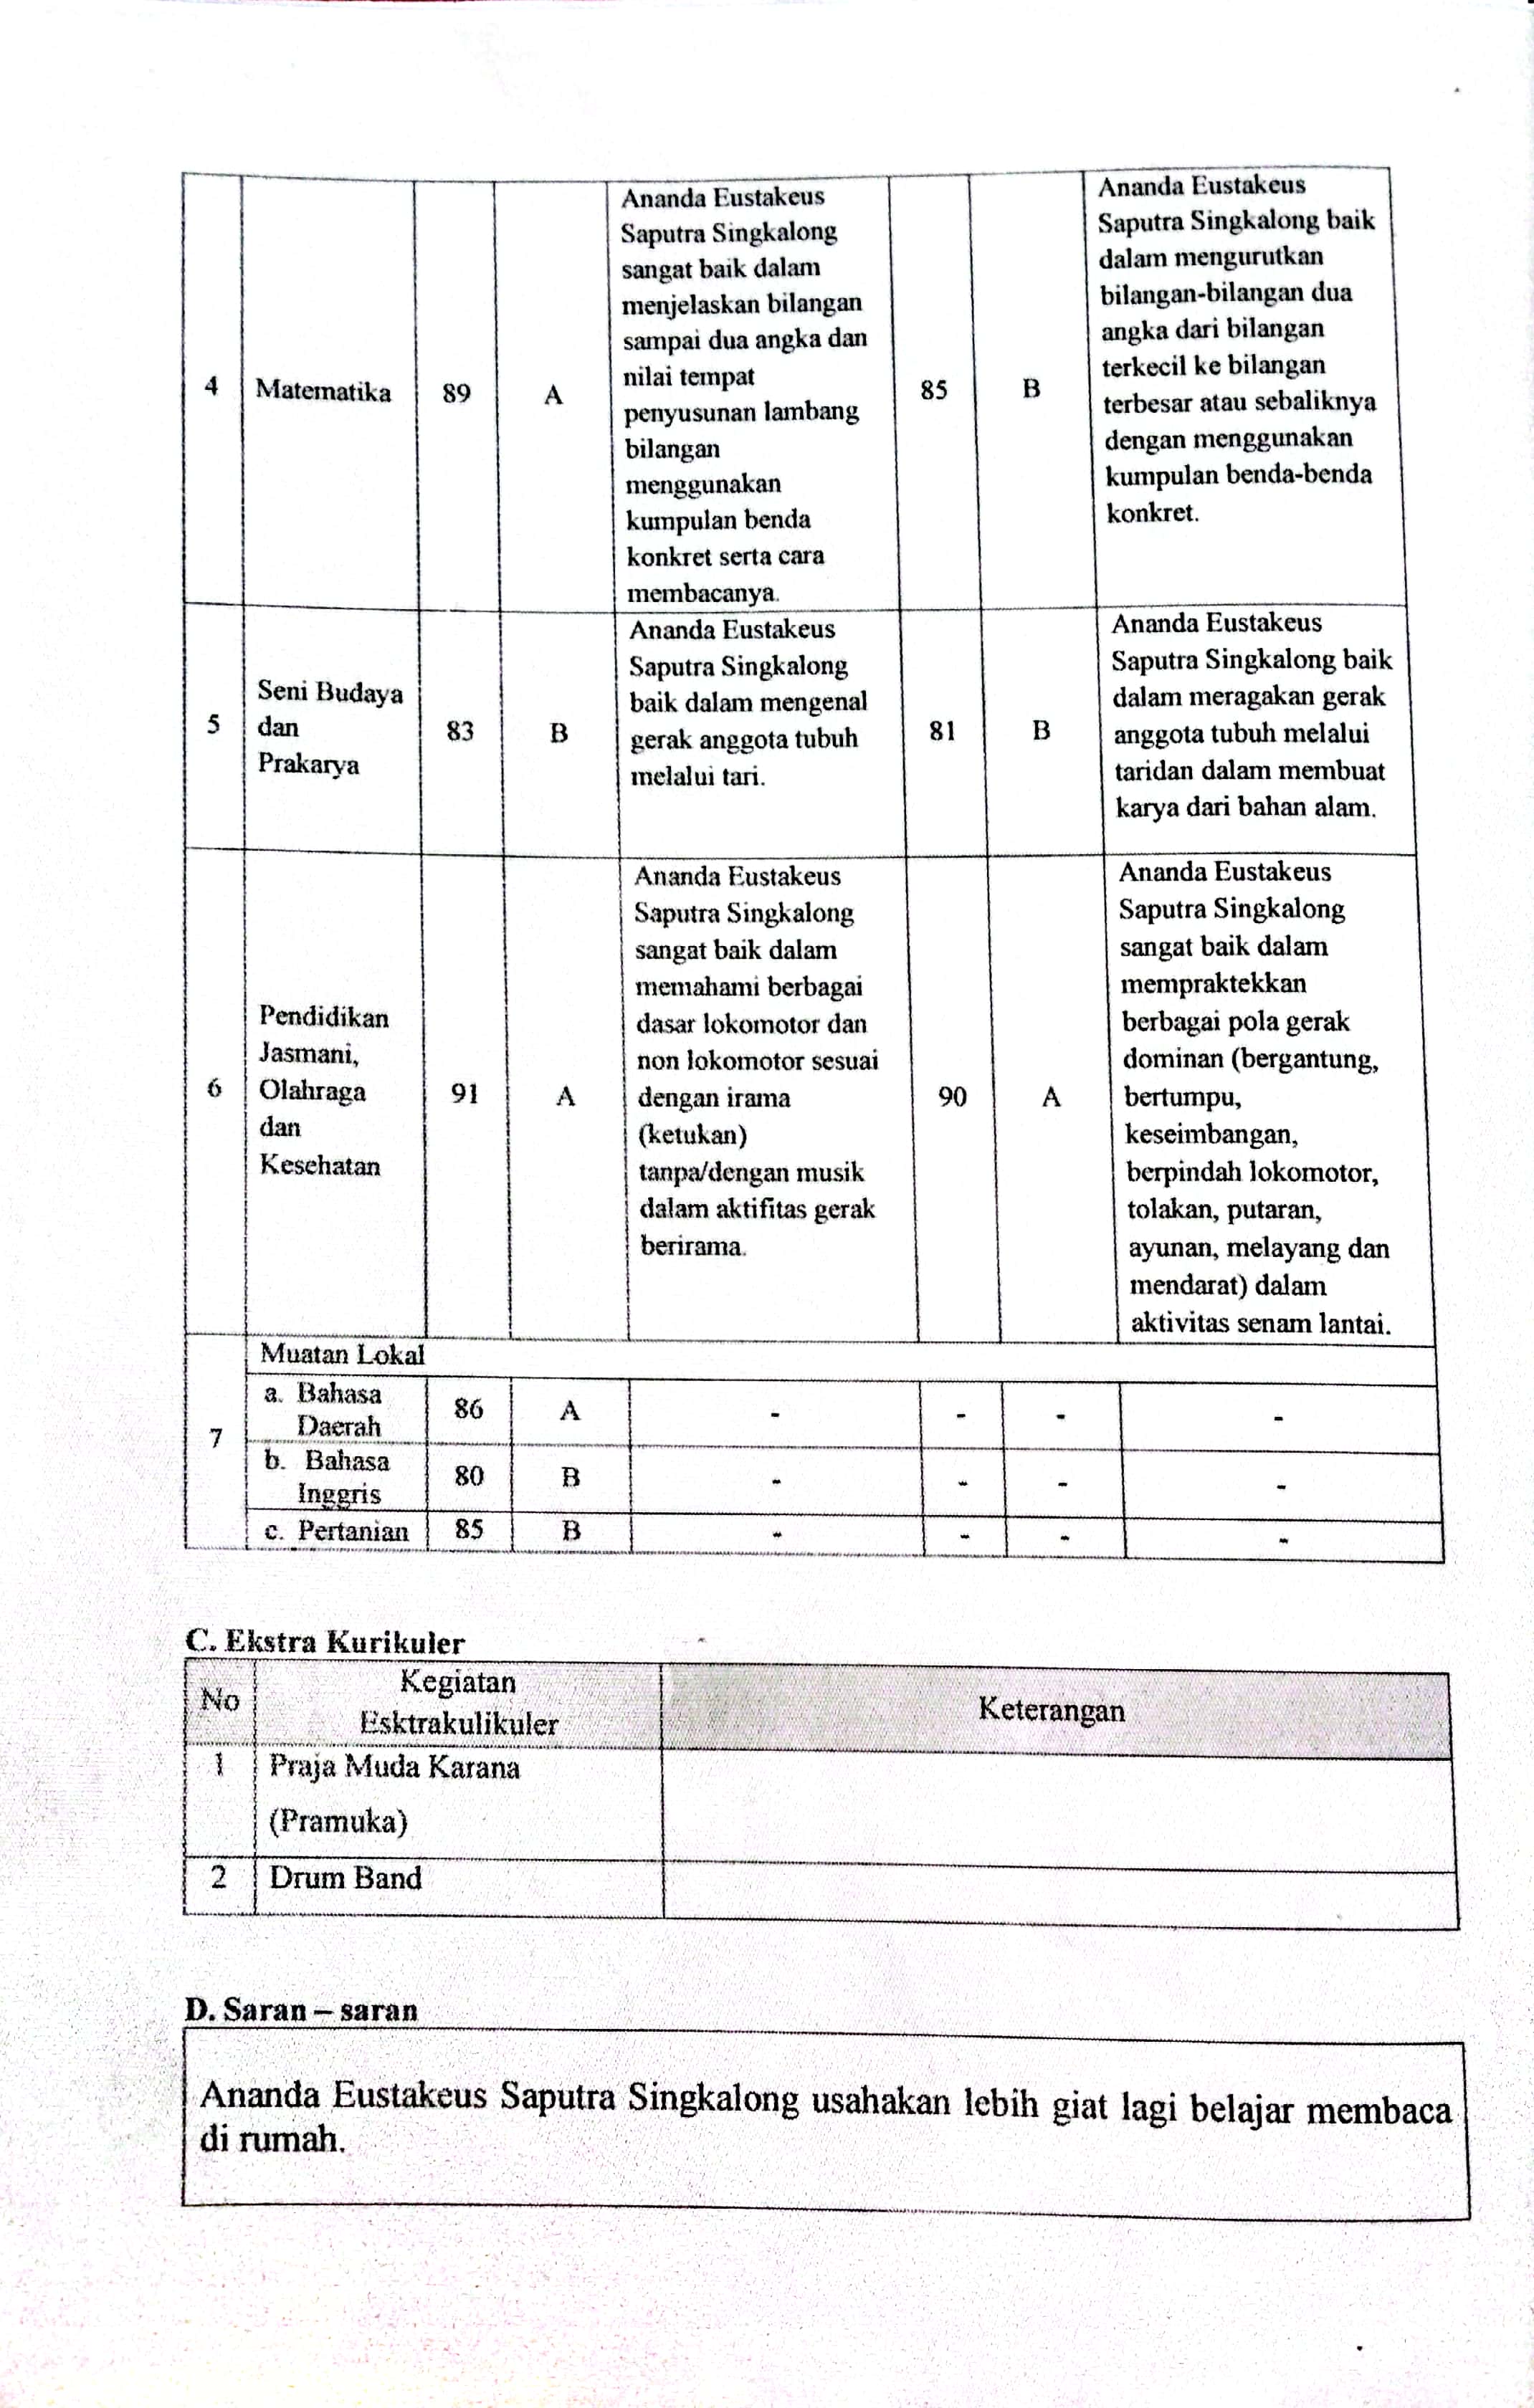 4
Matematika
89
A
Ananda Eustakeus
Saputra Singkalong
sangat baik dalam
menjelaskan bilangan
sampai dua angka dan
nilai tempat
penyusunan lambang
bilangan
menggunakan
kumpulan benda
konkret serta cara
membacanya.
85
B
Ananda Eustakeus
Saputra Singkalong baik
dalam mengurutkan
bilangan-bilangan dua
angka dari bilangan
terkecil ke bilangan
terbesar atau sebaliknya
dengan menggunakan
kumpulan benda-benda
konkret.
5
Seni Budaya
dan
Prakarya
83
B
Ananda Eustakeus
Saputra Singkalong
baik dalam mengenal
gerak anggota tubuh
melalui tari.
81
B
Ananda Eustakeus
Saputra Singkalong baik
dalam meragakan gerak
anggota tubuh melalui
taridan dalam membuat
karya dari bahan alam.
6
Pendidikan
Jasmani,
Olahraga
dan
Kesehatan
91
A
Ananda Eustakeus
Saputra Singkalong
sangat baik dalam
memahami berbagai
dasar lokomotor dan
non lokomotor sesuai
dengan irama
(ketukan)
tanpa/dengan musik
dalam aktifitas gerak
berirama.
90
A
Ananda Eustakeus
Saputra Singkalong
sangat baik dalam
mempraktekkan
berbagai pola gerak
dominan (bergantung,
bertumpu,
keseimbangan,
berpindah lokomotor,
tolakan, putaran,
ayunan, melayang dan
mendarat) dalam
aktivitas senam lantai.
7
Muatan Lokal
a. Bahasa
Daerah
86
A
-
-
-
-
b. Bahasa
Inggris
80
B
-
-
-
-
c. Pertanian
85
B
-
-
-
-
C. Ekstra Kurikuler
No
Kegiatan
Esktrakulikuler
Keterangan
1
Praja Muda Karana
(Pramuka)
2
Drum Band
D. Saran – saran
Ananda Eustakeus Saputra Singkalong usahakan lebih giat lagi belajar membaca
di rumah.